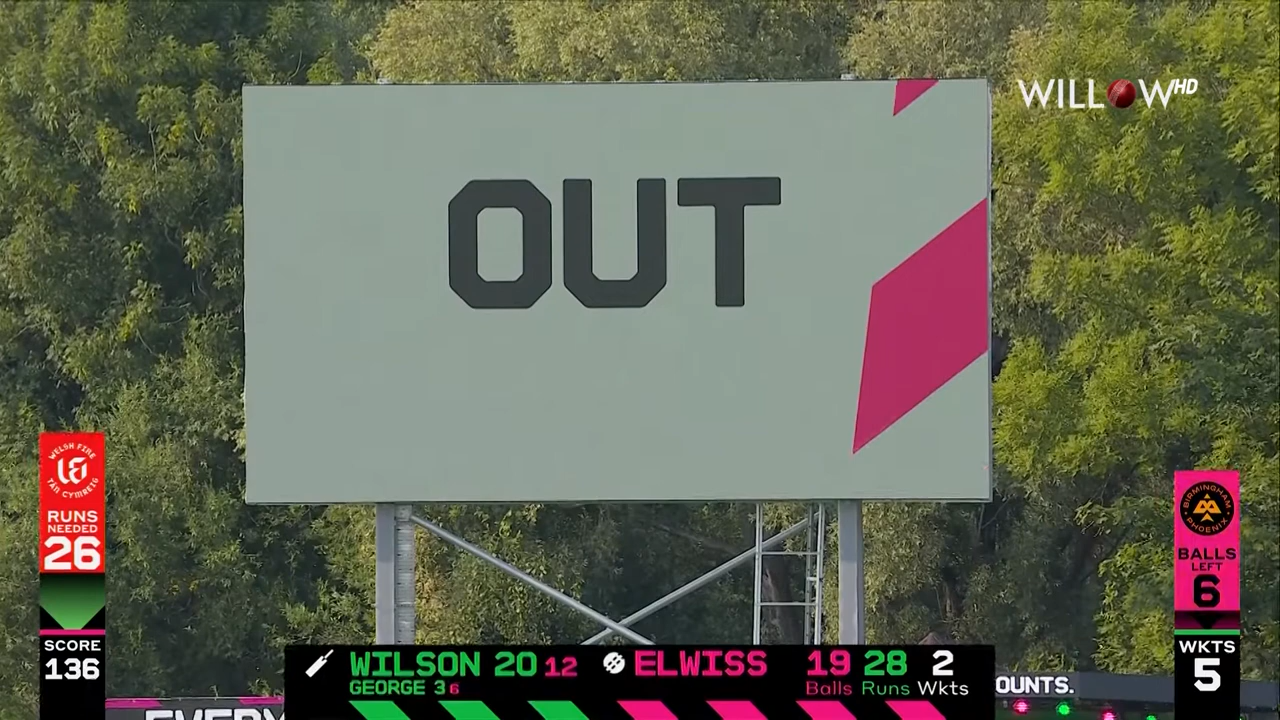 OUT
WILLOW HD
WELSH FIRE
TÂN CYMREIG
RUNS
NEEDED
26
SCORE
136
BIRMINGHAM
PHOENIX
BALLS
LEFT
6
WKTS
5
WILSON 20 12
GEORGE 3 6
ELWISS 19 28 2
Balls Runs Wkts
EVERY
OUNTS.